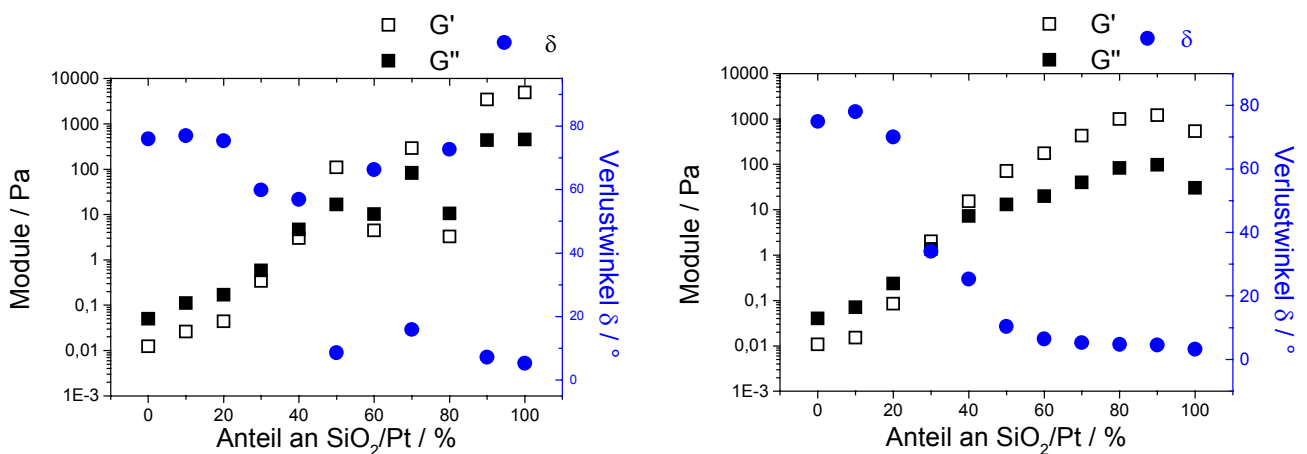 G'
G"
δ
10000
1000
100
10
1
0,1
0,01
1E-3
Module / Pa
80
60
40
20
0
Verlustwinkel δ / °
0 20 40 60 80 100
Anteil an SiO₂/Pt / %
G'
G"
δ
10000
1000
100
10
1
0,1
0,01
1E-3
Module / Pa
80
60
40
20
0
Verlustwinkel δ / °
0 20 40 60 80 100
Anteil an SiO₂/Pt / %